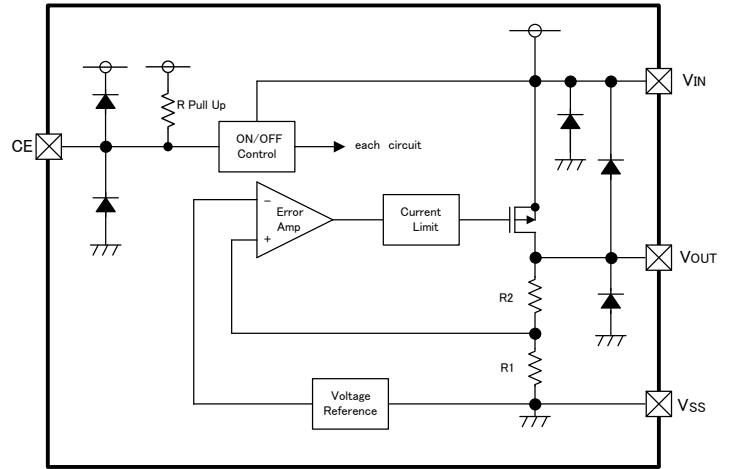 VIN
R Pull Up
CE
ON/OFF
Control
each circuit
−
Error
Amp
+
Current
Limit
VOUT
R2
R1
Voltage
Reference
VSS